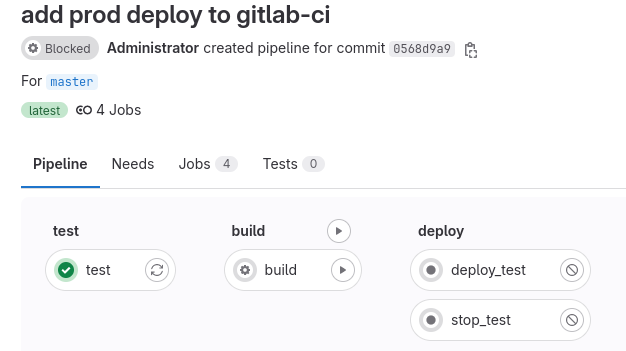 add prod deploy to gitlab-ci
Blocked Administrator created pipeline for commit 0568d9a9
For master
latest 4 Jobs
Pipeline Needs Jobs 4 Tests 0
test build deploy
test build deploy_test
stop_test